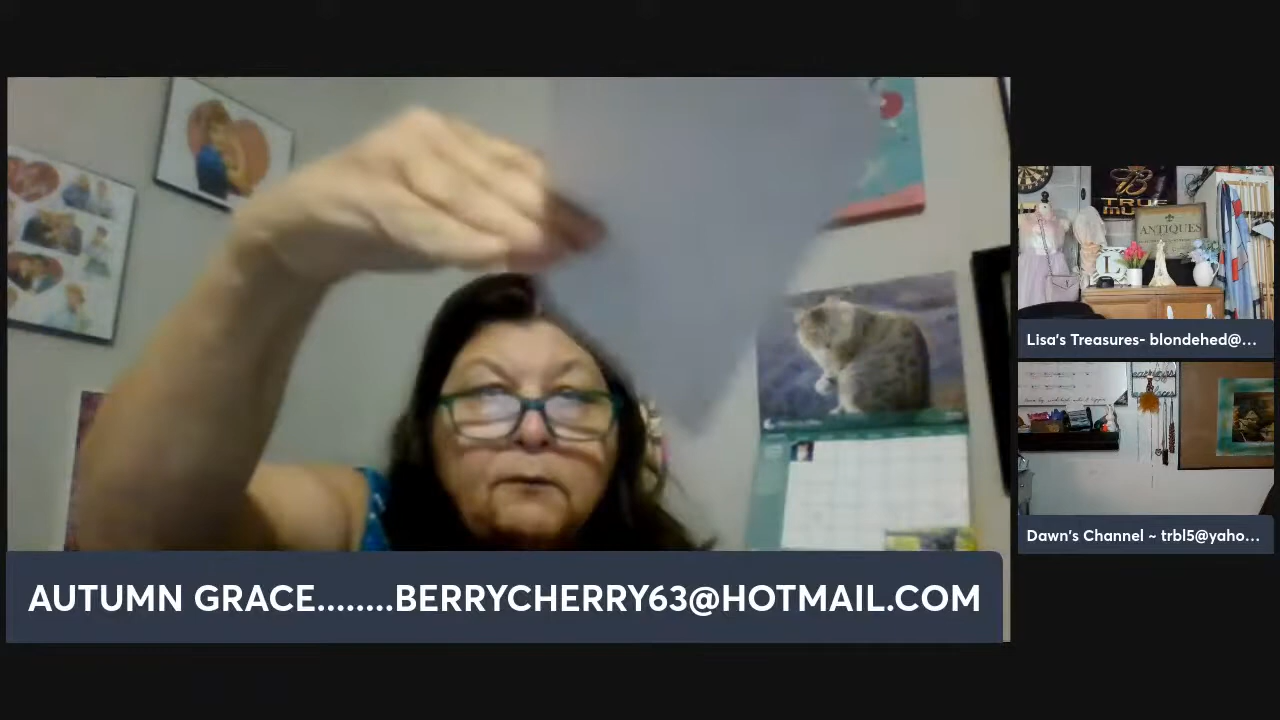 AUTUMN GRACE........BERRYCHERRY63@HOTMAIL.COM
TRUE
ANTIQUES
L
Lisa's Treasures- blondehed@...
Dawn's Channel ~ trbl5@yaho...